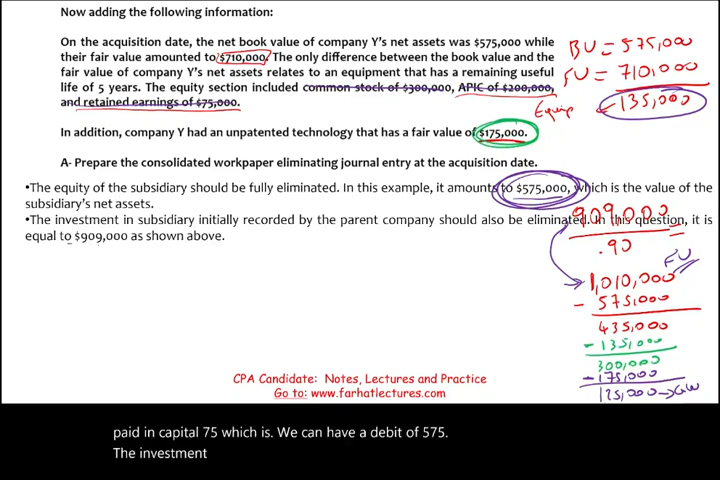 Now adding the following information:
On the acquisition date, the net book value of company Y's net assets was $575,000 while
their fair value amounted to $710,000. The only difference between the book value and the
fair value of company Y's net assets relates to an equipment that has a remaining useful
life of 5 years. The equity section included common stock of $300,000, APIC of $200,000,
and retained earnings of $75,000.
In addition, company Y had an unpatented technology that has a fair value of $175,000.
A- Prepare the consolidated workpaper eliminating journal entry at the acquisition date.
BV = 575,000
FV = 710,000
Equip 135,000
•The equity of the subsidiary should be fully eliminated. In this example, it amounts to $575,000, which is the value of the
subsidiary's net assets.
•The investment in subsidiary initially recorded by the parent company should also be eliminated. In this question, it is
equal to $909,000 as shown above.
909,000
.90
FV
1,010,000
- 575,000
435,000
- 135,000
300,000
- 175,000
125,000 → GW
CPA Candidate: Notes, Lectures and Practice
Go to: www.farhatlectures.com
paid in capital 75 which is. We can have a debit of 575.
The investment